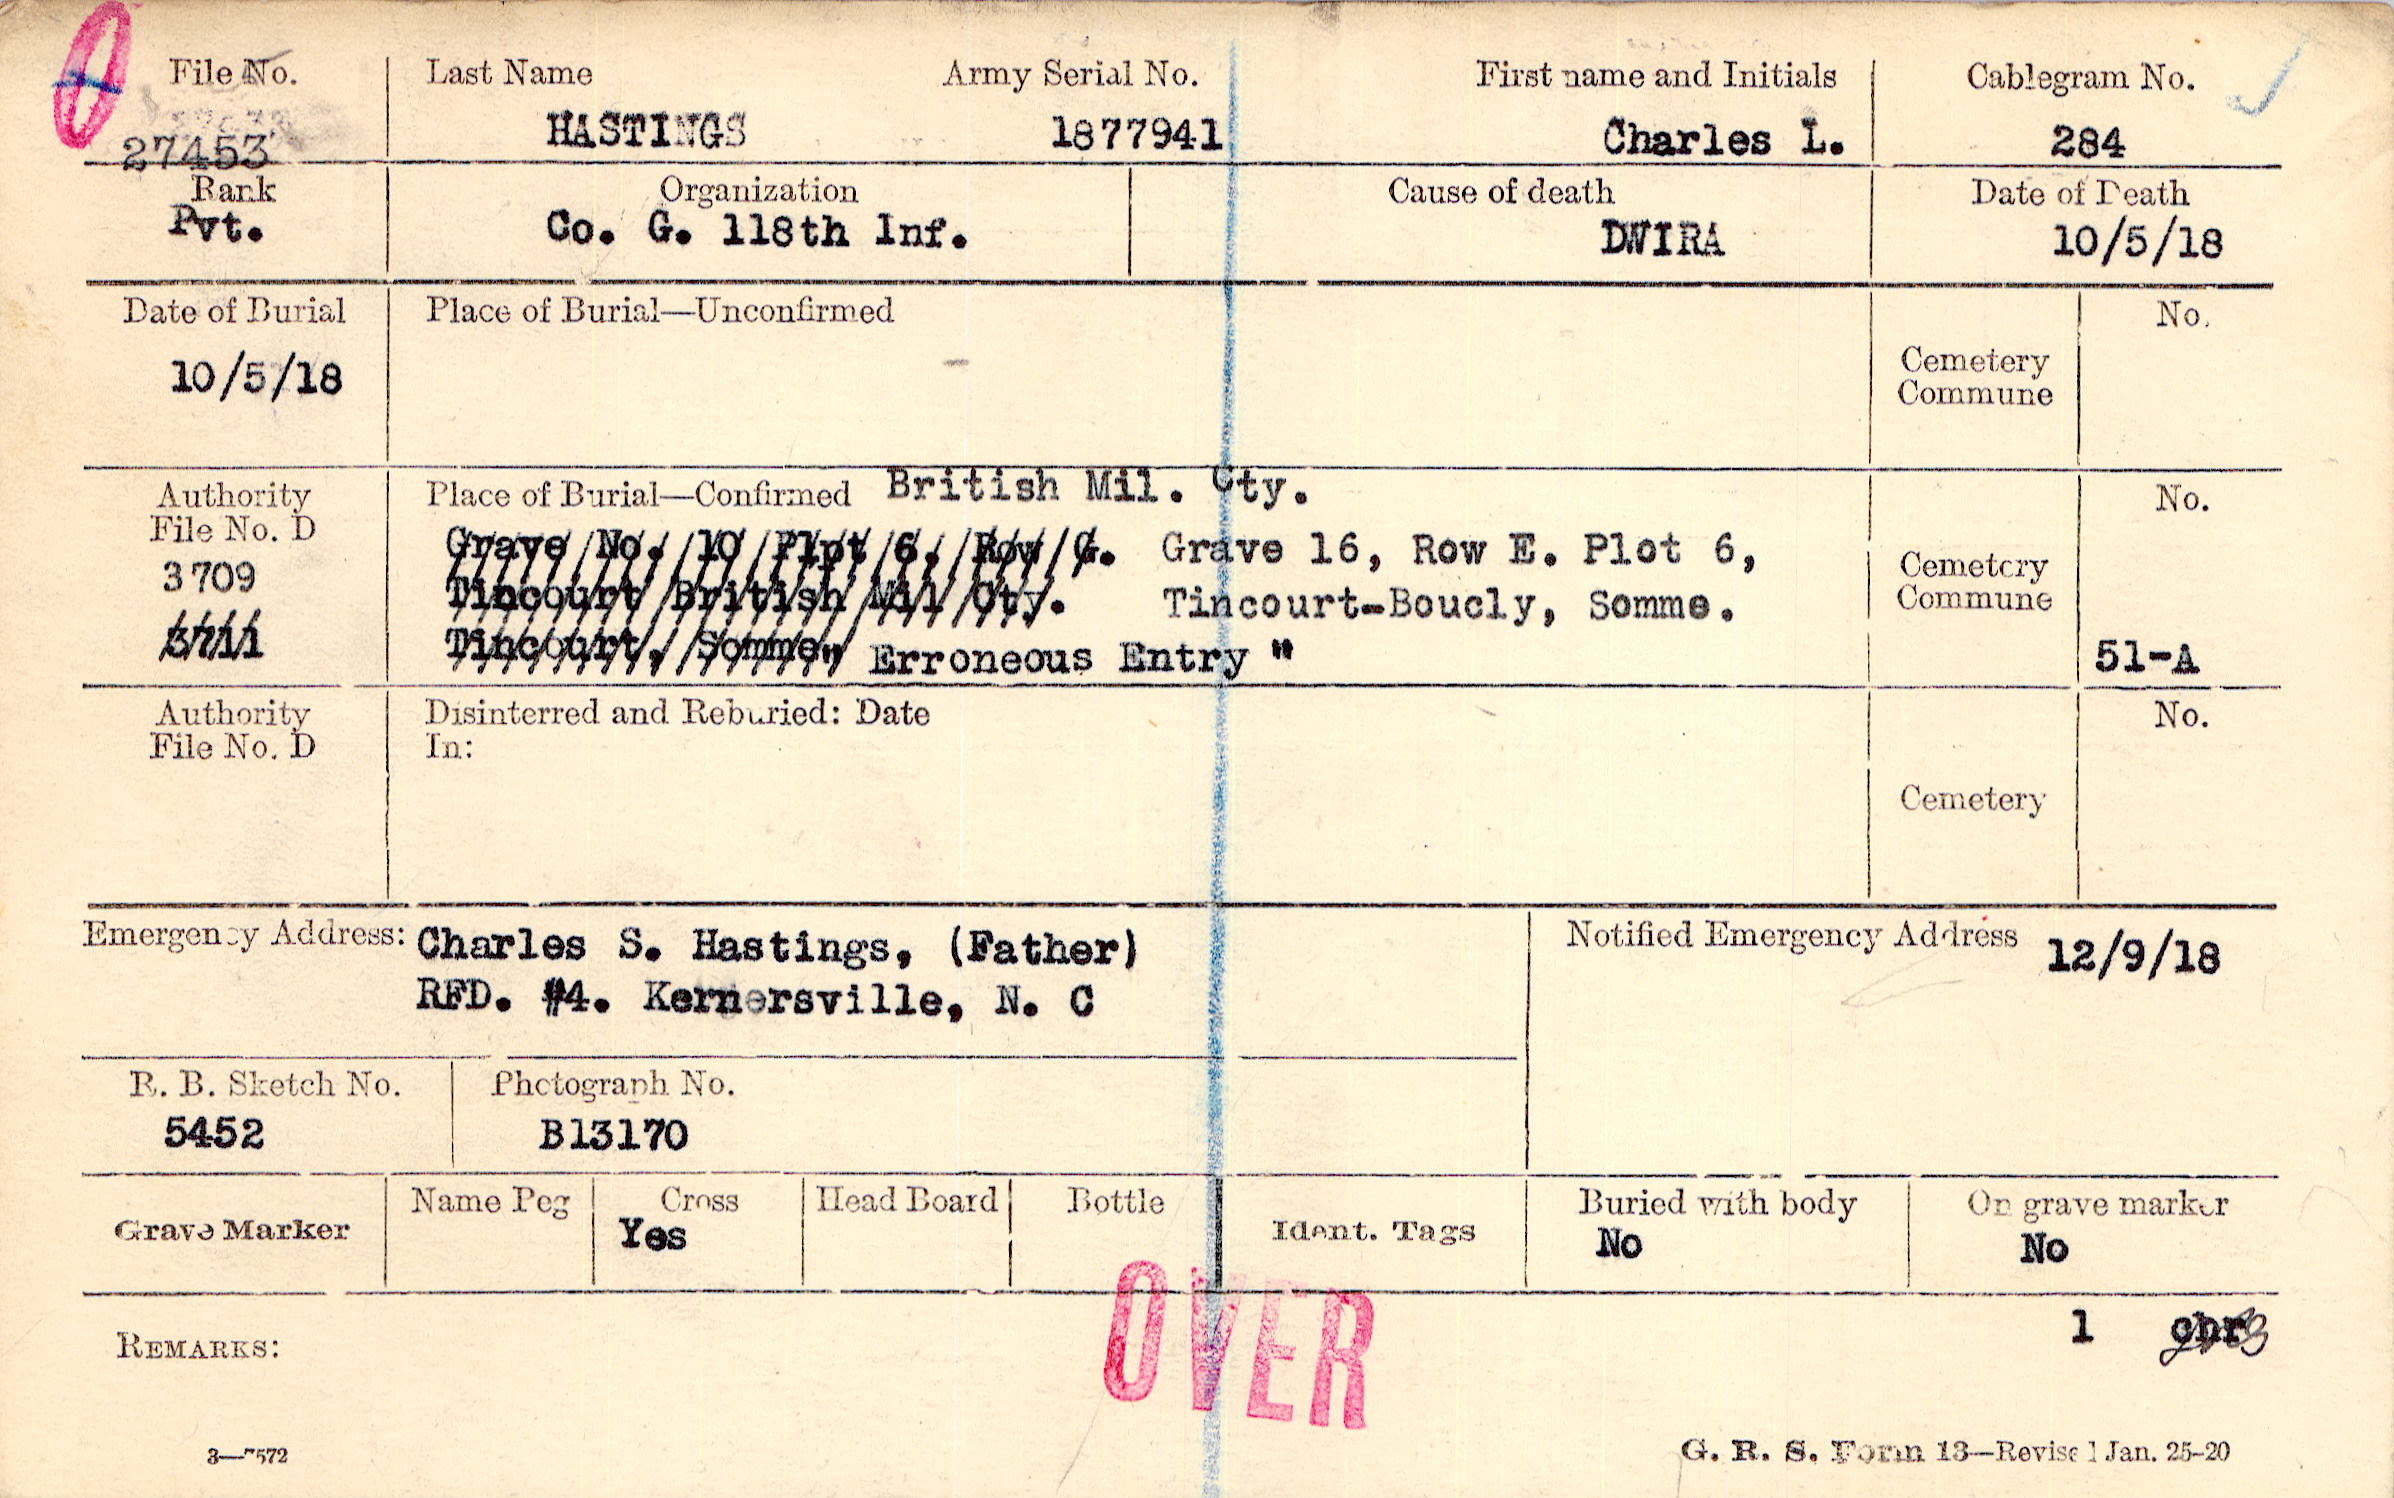 File No.
27453
Last Name
HASTINGS
Army Serial No.
1877941
First name and Initials
Charles L.
Cablegram No.
284
Rank
Pvt.
Organization
Co. G. 118th Inf.
Cause of death
DWIRA
Date of Death
10/5/18
Date of Burial
10/5/18
Place of Burial—Unconfirmed
Cemetery
Commune
No.
Authority
File No. D
3709
3711
Place of Burial—Confirmed British Mil. Cty.
Grave No. 10 Plot 6, Row G. Grave 16, Row E. Plot 6,
Tincourt British Mil Cty. Tincourt-Boucly, Somme.
Tincourt, Somme, " Erroneous Entry "
Cemetery
Commune
No.
51-A
Authority
File No. D
Disinterred and Reburied: Date
In:
Cemetery
No.
Emergency Address: Charles S. Hastings, (Father)
RFD. #4. Kernersville, N. C
Notified Emergency Address 12/9/18
R. B. Sketch No.
5452
Photograph No.
B13170
Grave Marker
Name Peg
Cross
Yes
Head Board
Bottle
Ident. Tags
Buried with body
No
On grave marker
No
OVER
1
REMARKS:
3—7572
G. R. S. Form 13—Revised Jan. 25-20